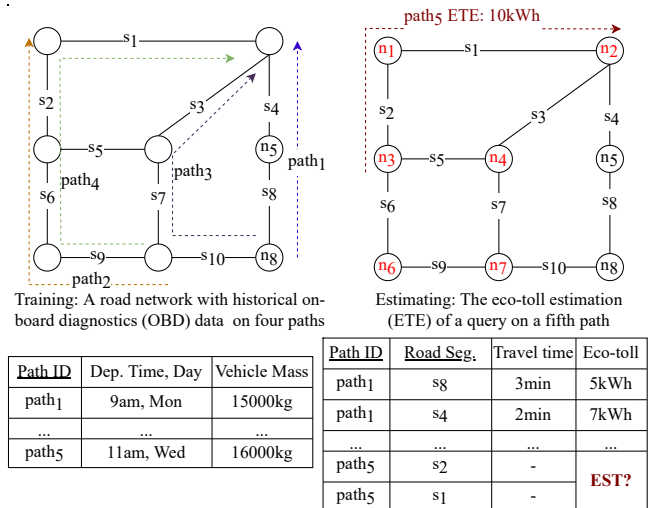 .
s1
s2
s3
s4
s5
n5
path1
path3
path4
s6
s7
s8
s9
s10
n8
path2
Training: A road network with historical on-
board diagnostics (OBD) data on four paths
path5 ETE: 10kWh
n1
s1
n2
s2
s3
s4
n3
s5
n4
n5
s6
s7
s8
n6
s9
n7
s10
n8
Estimating: The eco-toll estimation
(ETE) of a query on a fifth path
Path ID Dep. Time, Day Vehicle Mass
path1 9am, Mon 15000kg
... ... ...
path5 11am, Wed 16000kg
Path ID Road Seg. Travel time Eco-toll
path1 s8 3min 5kWh
path1 s4 2min 7kWh
... ... ... ...
path5 s2 -
EST?
path5 s1 -